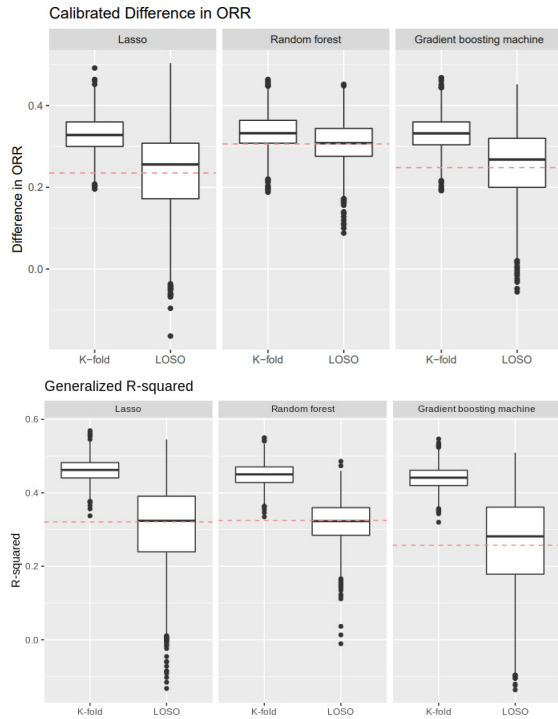 Calibrated Difference in ORR
Lasso Random forest Gradient boosting machine
Difference in ORR
0.4
0.2
0.0
K−fold LOSO K−fold LOSO K−fold LOSO
Generalized R-squared
Lasso Random forest Gradient boosting machine
R-squared
0.6
0.4
0.2
0.0
K-fold LOSO K-fold LOSO K-fold LOSO